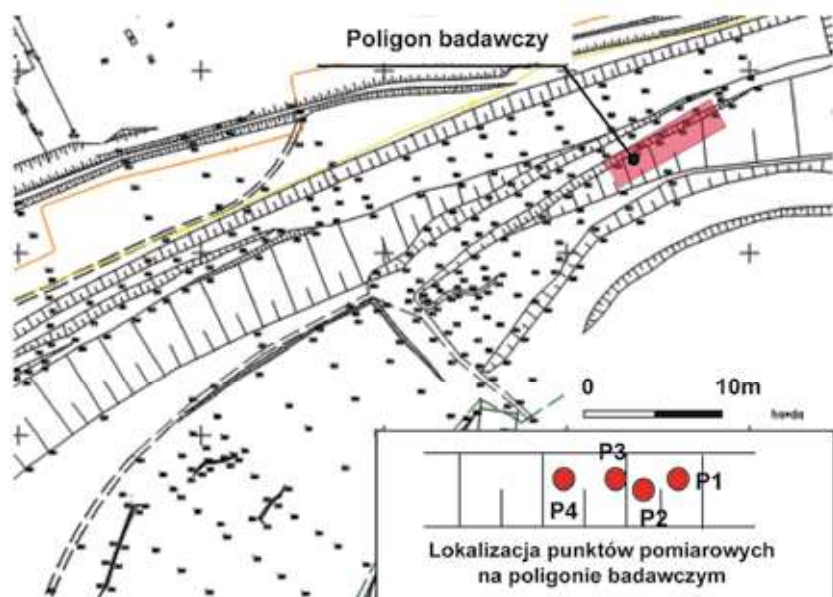 Poligon badawczy
0 10m
P3
P1
P4
P2
Lokalizacja punktów pomiarowych
na poligonie badawczym